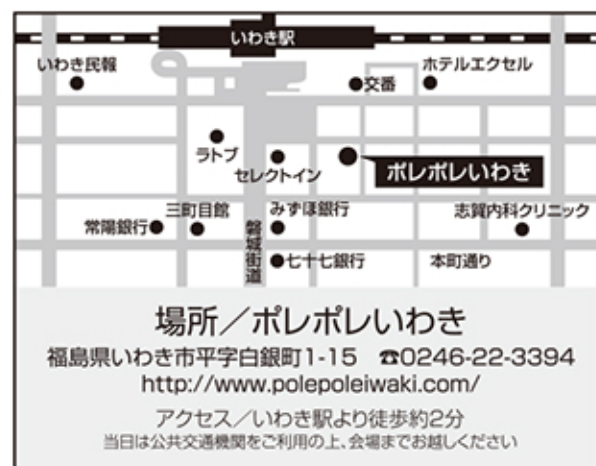 いわき駅
いわき民報
交番
ホテルエクセル
ラトブ
セレクトイン
ポレポレいわき
常陽銀行
三町目館
磐城街道
みずほ銀行
志賀内科クリニック
七十七銀行
本町通り
場所／ポレポレいわき
福島県いわき市平字白銀町1-15　☎0246-22-3394
http://www.polepoleiwaki.com/
アクセス／いわき駅より徒歩約2分
当日は公共交通機関をご利用の上、会場までお越しください